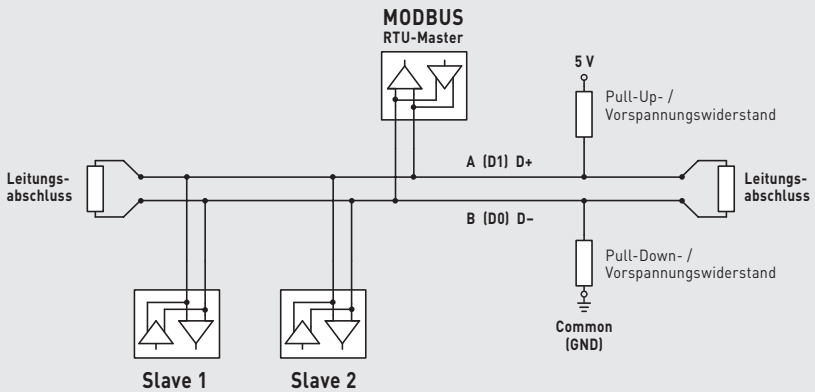 MODBUS
RTU-Master
5 V
Pull-Up- /
Vorspannungswiderstand
A (D1) D+
Leitungs-
abschluss
Leitungs-
abschluss
B (D0) D–
Pull-Down- /
Vorspannungswiderstand
Common
(GND)
Slave 1
Slave 2